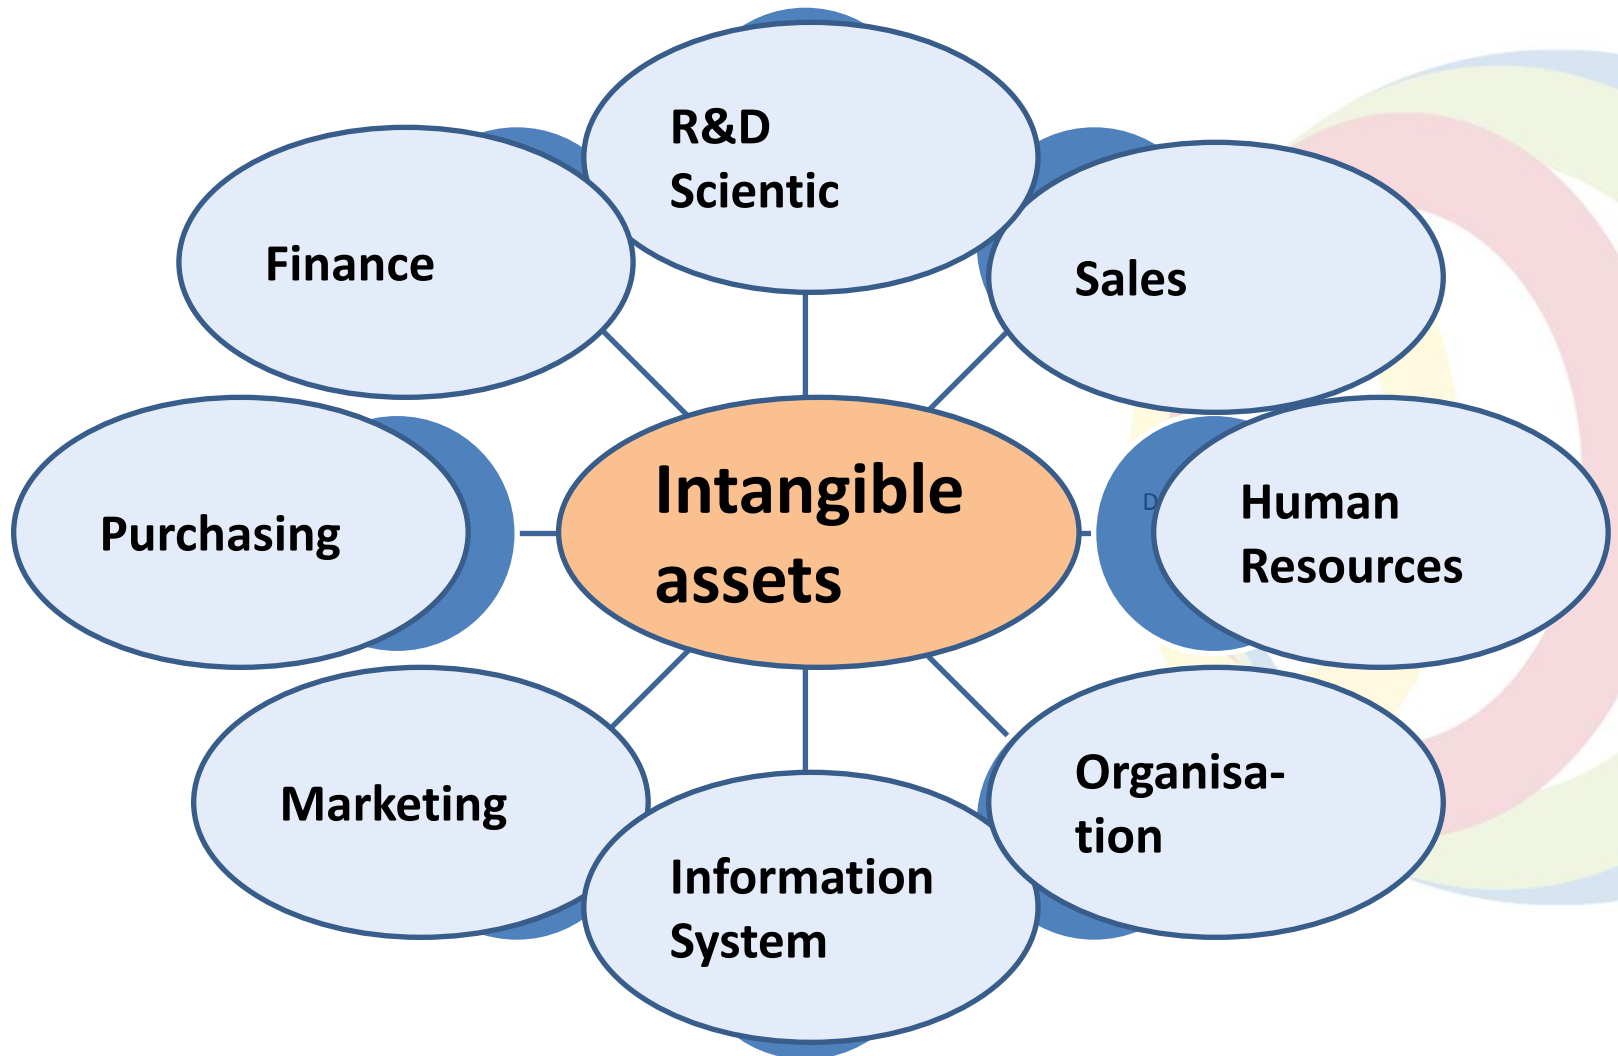 R&D
Scientic
Finance
Sales
Intangible
assets
Human
Resources
Purchasing
Organisa-
tion
Marketing
Information
System